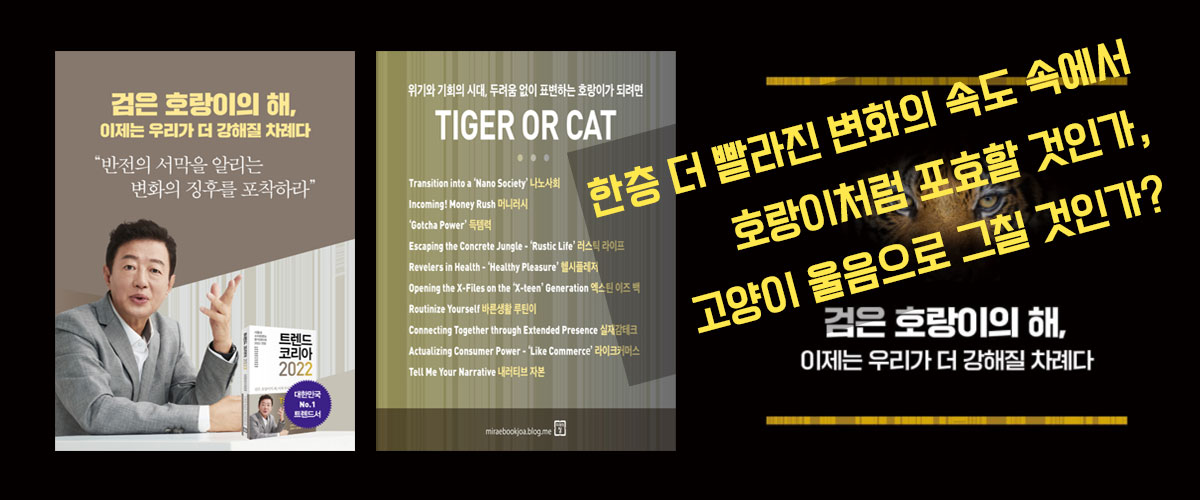 검은 호랑이의 해,
이제는 우리가 더 강해질 차례다
“반전의 서막을 알리는
변화의 징후를 포착하라”
트렌드
코리아
2022
대한민국
No.1
트렌드서
위기와 기회의 시대, 두려움 없이 표변하는 호랑이가 되려면
TIGER OR CAT
Transition into a ‘Nano Society’ 나노사회
Incoming! Money Rush 머니러시
‘Gotcha Power’ 득템력
Escaping the Concrete Jungle - ‘Rustic Life’ 러스틱 라이프
Revelers in Health - ‘Healthy Pleasure’ 헬시플레저
Opening the X-Files on the ‘X-teen’ Generation 엑스틴 이즈 백
Routinize Yourself 바른생활 루틴이
Connecting Together through Extended Presence 실재감테크
Actualizing Consumer Power - ‘Like Commerce’ 라이크커머스
Tell Me Your Narrative 내러티브 자본
miraebookjoa.blog.me
한층 더 빨라진 변화의 속도 속에서
호랑이처럼 포효할 것인가,
고양이 울음으로 그칠 것인가?
검은 호랑이의 해,
이제는 우리가 더 강해질 차례다